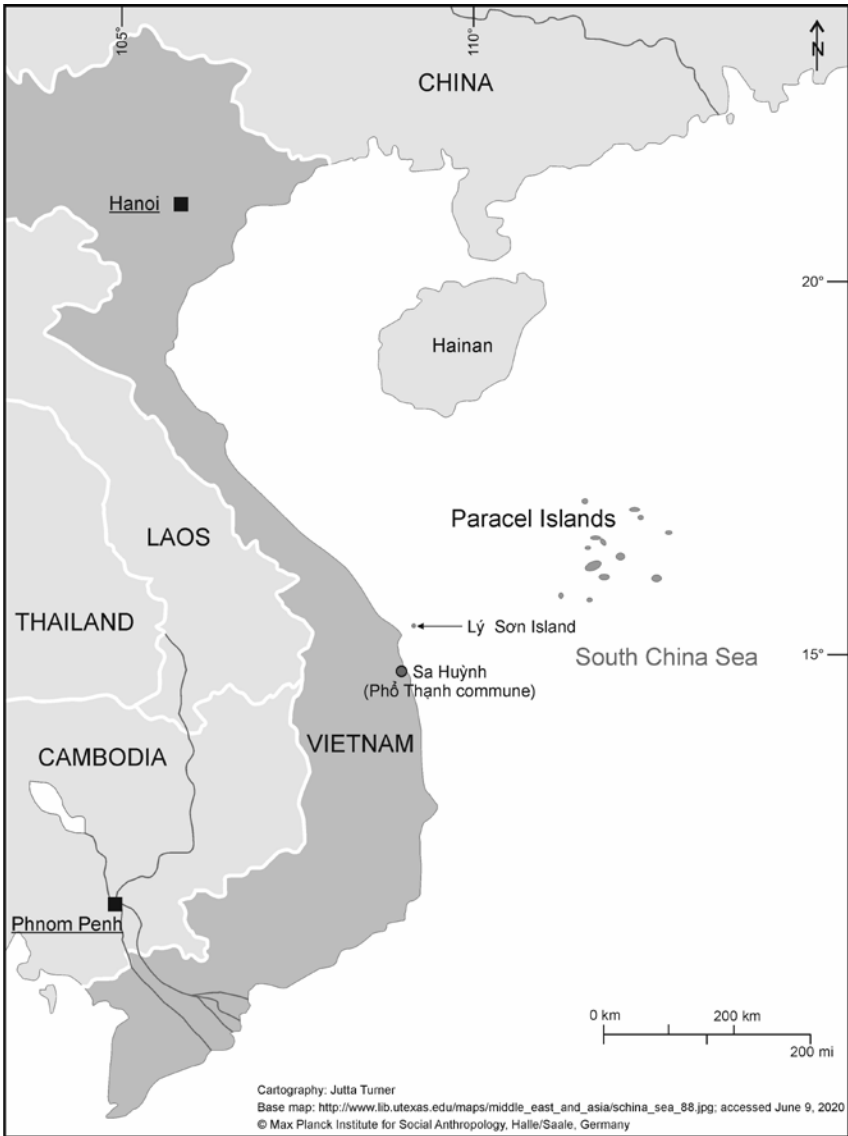 105°
110°
N
CHINA
Hanoi
20°
Hainan
Paracel Islands
LAOS
THAILAND
Lý Sơn Island
South China Sea
15°
Sa Huỳnh
(Phổ Thạnh commune)
VIETNAM
CAMBODIA
Phnom Penh
0 km 200 km
200 mi
Cartography: Jutta Turner
Base map: http://www.lib.utexas.edu/maps/middle_east_and_asia/schina_sea_88.jpg; accessed June 9, 2020
© Max Planck Institute for Social Anthropology, Halle/Saale, Germany